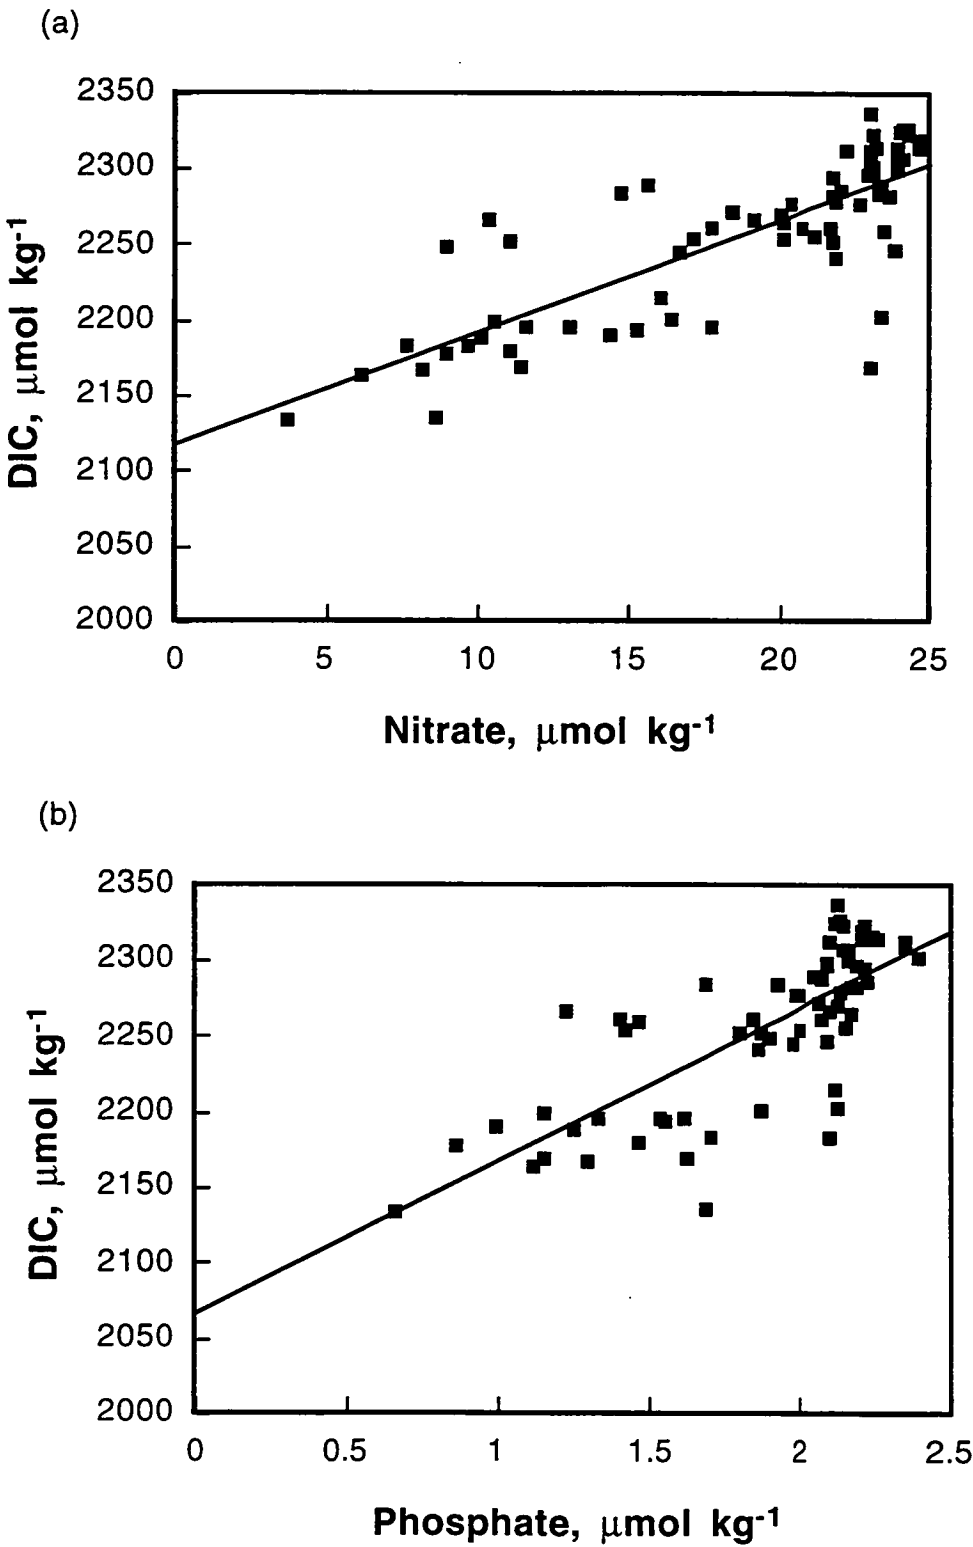 (a)
2350
2300
2250
2200
2150
2100
2050
2000
DIC, μmol kg-1
0 5 10 15 20 25
Nitrate, μmol kg-1
(b)
2350
2300
2250
2200
2150
2100
2050
2000
DIC, μmol kg-1
0 0.5 1 1.5 2 2.5
Phosphate, μmol kg-1